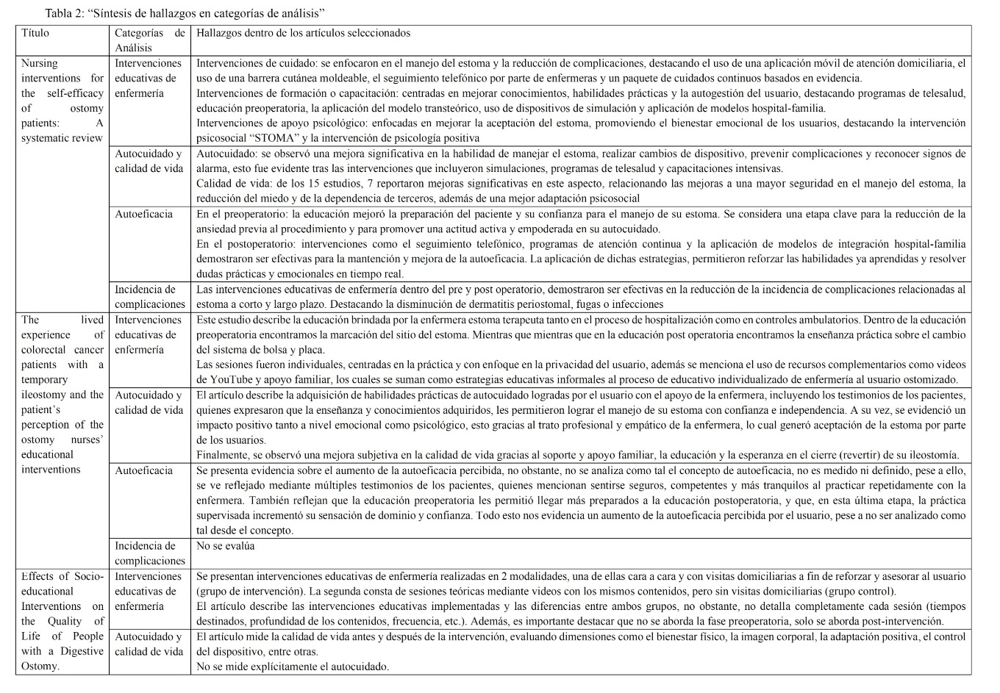 Tabla 2: “Síntesis de hallazgos en categorías de análisis”
Título
Categorías de
Análisis
Hallazgos dentro de los artículos seleccionados
Nursing
interventions for
the self-efficacy
of ostomy
patients: A
systematic review
Intervenciones
educativas de
enfermería
Intervenciones de cuidado: se enfocaron en el manejo del estoma y la reducción de complicaciones, destacando el uso de una aplicación móvil de atención domiciliaria, el
uso de una barrera cutánea moldeable, el seguimiento telefónico por parte de enfermeras y un paquete de cuidados continuos basados en evidencia.
Intervenciones de formación o capacitación: centradas en mejorar conocimientos, habilidades prácticas y la autogestión del usuario, destacando programas de telesalud,
educación preoperatoria, la aplicación del modelo transteórico, uso de dispositivos de simulación y aplicación de modelos hospital-familia.
Intervenciones de apoyo psicológico: enfocadas en mejorar la aceptación del estoma, promoviendo el bienestar emocional de los usuarios, destacando la intervención
psicosocial “STOMA” y la intervención de psicología positiva
Autocuidado y
calidad de vida
Autocuidado: se observó una mejora significativa en la habilidad de manejar el estoma, realizar cambios de dispositivo, prevenir complicaciones y reconocer signos de
alarma, esto fue evidente tras las intervenciones que incluyeron simulaciones, programas de telesalud y capacitaciones intensivas.
Calidad de vida: de los 15 estudios, 7 reportaron mejoras significativas en este aspecto, relacionando las mejoras a una mayor seguridad en el manejo del estoma, la
reducción del miedo y de la dependencia de terceros, además de una mejor adaptación psicosocial
Autoeficacia
En el preoperatorio: la educación mejoró la preparación del paciente y su confianza para el manejo de su estoma. Se considera una etapa clave para la reducción de la
ansiedad previa al procedimiento y para promover una actitud activa y empoderada en su autocuidado.
En el postoperatorio: intervenciones como el seguimiento telefónico, programas de atención continua y la aplicación de modelos de integración hospital-familia
demostraron ser efectivas para la mantención y mejora de la autoeficacia. La aplicación de dichas estrategias, permitieron reforzar las habilidades ya aprendidas y resolver
dudas prácticas y emocionales en tiempo real.
Incidencia de
complicaciones
Las intervenciones educativas de enfermería dentro del pre y post operatorio, demostraron ser efectivas en la reducción de la incidencia de complicaciones relacionadas al
estoma a corto y largo plazo. Destacando la disminución de dermatitis periostomal, fugas o infecciones
The lived
experience of
colorectal cancer
patients with a
temporary
ileostomy and the
patient’s
perception of the
ostomy nurses’
educational
interventions
Intervenciones
educativas de
enfermería
Este estudio describe la educación brindada por la enfermera estoma terapeuta tanto en el proceso de hospitalización como en controles ambulatorios. Dentro de la educación
preoperatoria encontramos la marcación del sitio del estoma. Mientras que mientras que en la educación post operatoria encontramos la enseñanza práctica sobre el cambio
del sistema de bolsa y placa.
Las sesiones fueron individuales, centradas en la práctica y con enfoque en la privacidad del usuario, además se menciona el uso de recursos complementarios como videos
de YouTube y apoyo familiar, los cuales se suman como estrategias educativas informales al proceso de educativo individualizado de enfermería al usuario ostomizado.
Autocuidado y
calidad de vida
El artículo describe la adquisición de habilidades prácticas de autocuidado logradas por el usuario con el apoyo de la enfermera, incluyendo los testimonios de los pacientes,
quienes expresaron que la enseñanza y conocimientos adquiridos, les permitieron lograr el manejo de su estoma con confianza e independencia. A su vez, se evidenció un
impacto positivo tanto a nivel emocional como psicológico, esto gracias al trato profesional y empático de la enfermera, lo cual generó aceptación de la estoma por parte
de los usuarios.
Finalmente, se observó una mejora subjetiva en la calidad de vida gracias al soporte y apoyo familiar, la educación y la esperanza en el cierre (revertir) de su ileostomía.
Autoeficacia
Se presenta evidencia sobre el aumento de la autoeficacia percibida, no obstante, no se analiza como tal el concepto de autoeficacia, no es medido ni definido, pese a ello,
se ve reflejado mediante múltiples testimonios de los pacientes, quienes mencionan sentirse seguros, competentes y más tranquilos al practicar repetidamente con la
enfermera. También reflejan que la educación preoperatoria les permitió llegar más preparados a la educación postoperatoria, y que, en esta última etapa, la práctica
supervisada incrementó su sensación de dominio y confianza. Todo esto nos evidencia un aumento de la autoeficacia percibida por el usuario, pese a no ser analizado como
tal desde el concepto.
Incidencia de
complicaciones
No se evalúa
Effects of Socio-
educational
Interventions on
the Quality of
Life of People
with a Digestive
Ostomy.
Intervenciones
educativas de
enfermería
Se presentan intervenciones educativas de enfermería realizadas en 2 modalidades, una de ellas cara a cara y con visitas domiciliarias a fin de reforzar y asesorar al usuario
(grupo de intervención). La segunda consta de sesiones teóricas mediante videos con los mismos contenidos, pero sin visitas domiciliarias (grupo control).
El artículo describe las intervenciones educativas implementadas y las diferencias entre ambos grupos, no obstante, no detalla completamente cada sesión (tiempos
destinados, profundidad de los contenidos, frecuencia, etc.). Además, es importante destacar que no se aborda la fase preoperatoria, solo se aborda post-intervención.
Autocuidado y
calidad de vida
El artículo mide la calidad de vida antes y después de la intervención, evaluando dimensiones como el bienestar físico, la imagen corporal, la adaptación positiva, el control
del dispositivo, entre otras.
No se mide explícitamente el autocuidado.